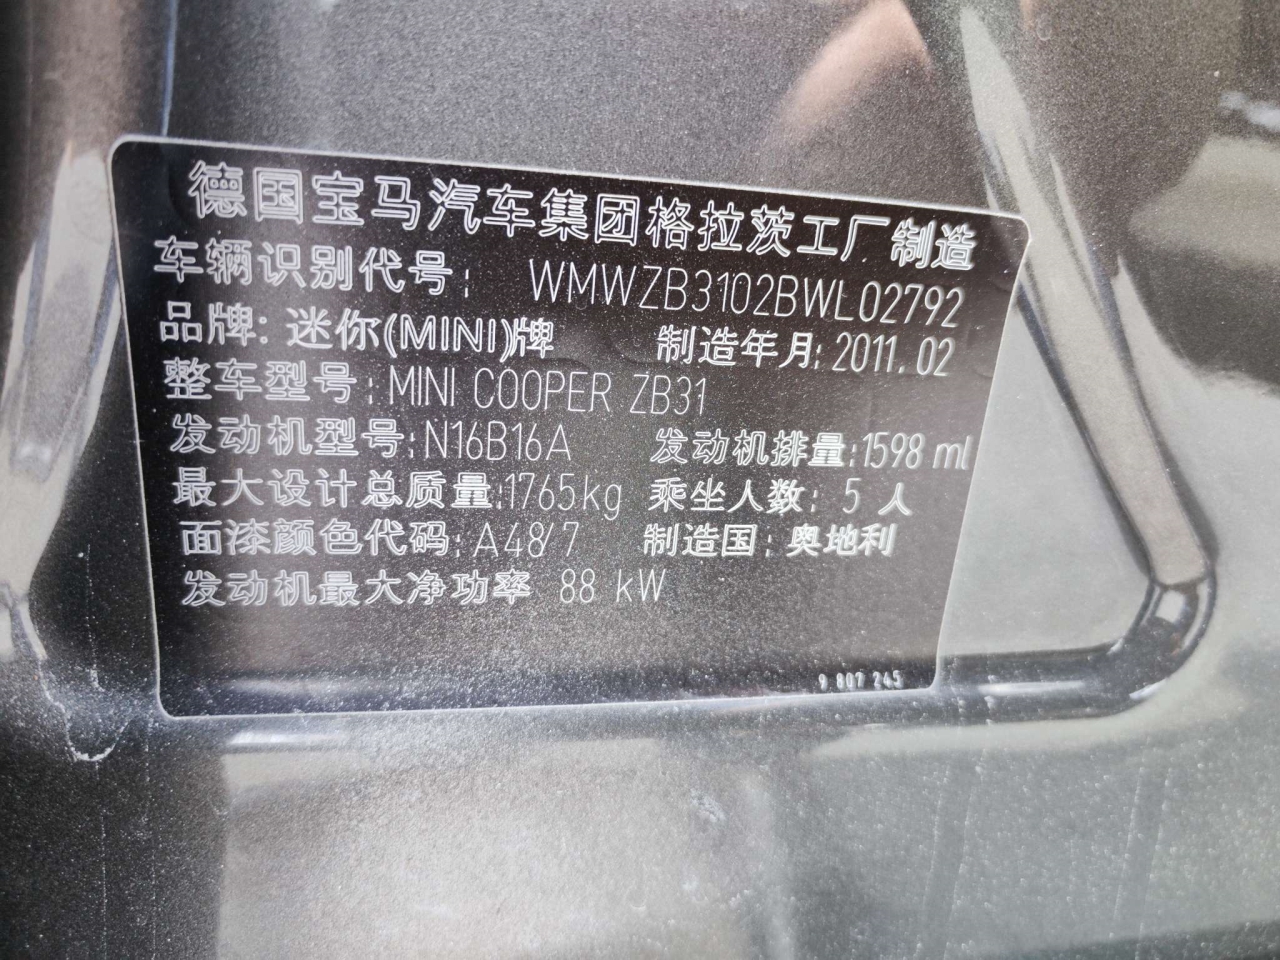 德国宝马汽车集团格拉茨工厂制造
车辆识别代号: WMWZB3102BWL02792
品牌: 迷你(MINI)牌 制造年月: 2011.02
整车型号: MINI COOPER ZB31
发动机型号: N16B16A 发动机排量: 1598 ml
最大设计总质量: 1765kg 乘坐人数: 5 人
面漆颜色代码: A48/7 制造国: 奥地利
发动机最大净功率 88 kW
9 807 245